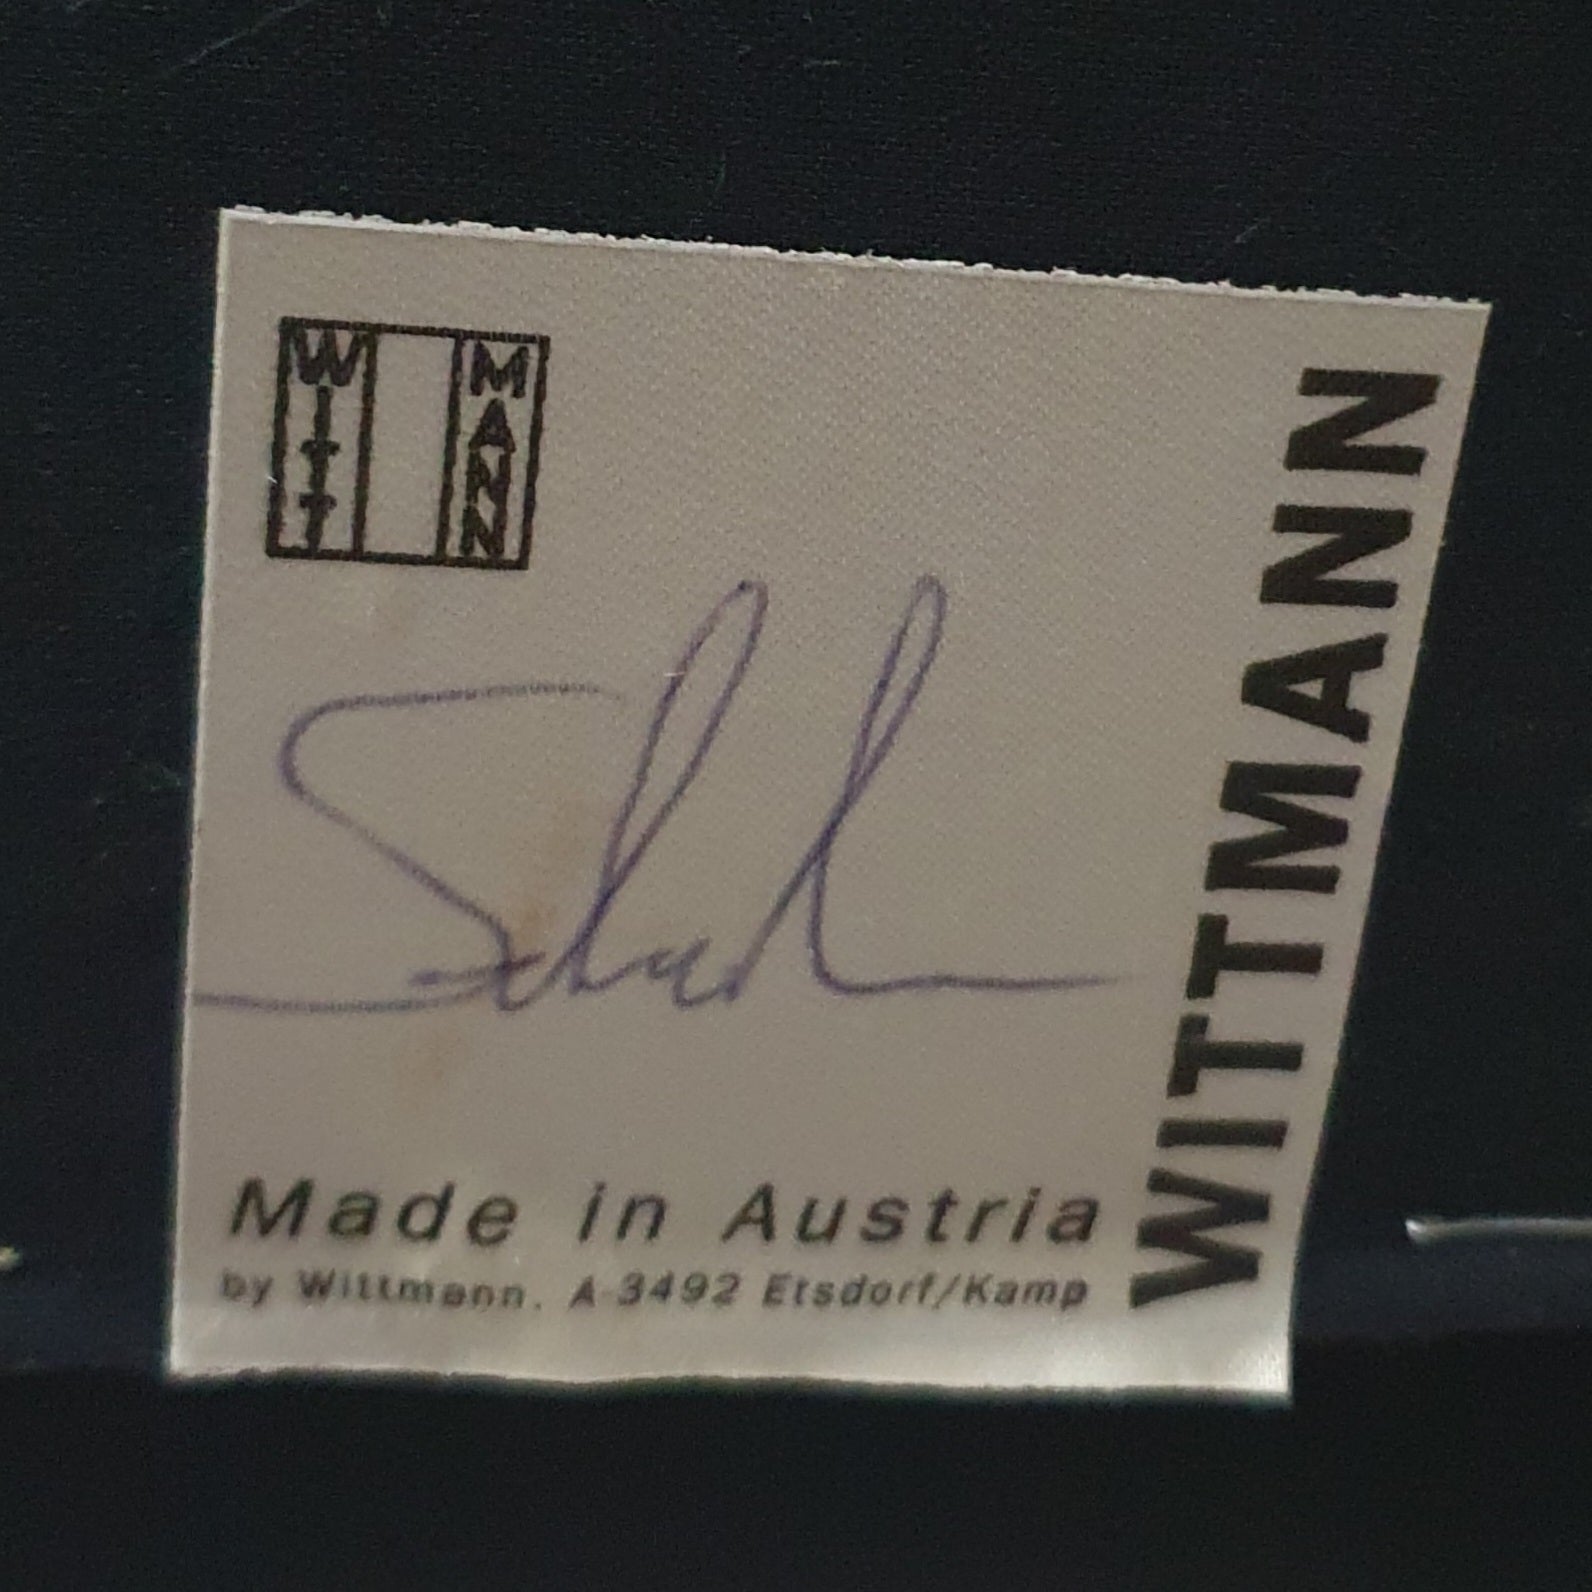 WITT
MANN
Made in Austria
by Wittmann, A-3492 Etsdorf/Kamp
WITTMANN